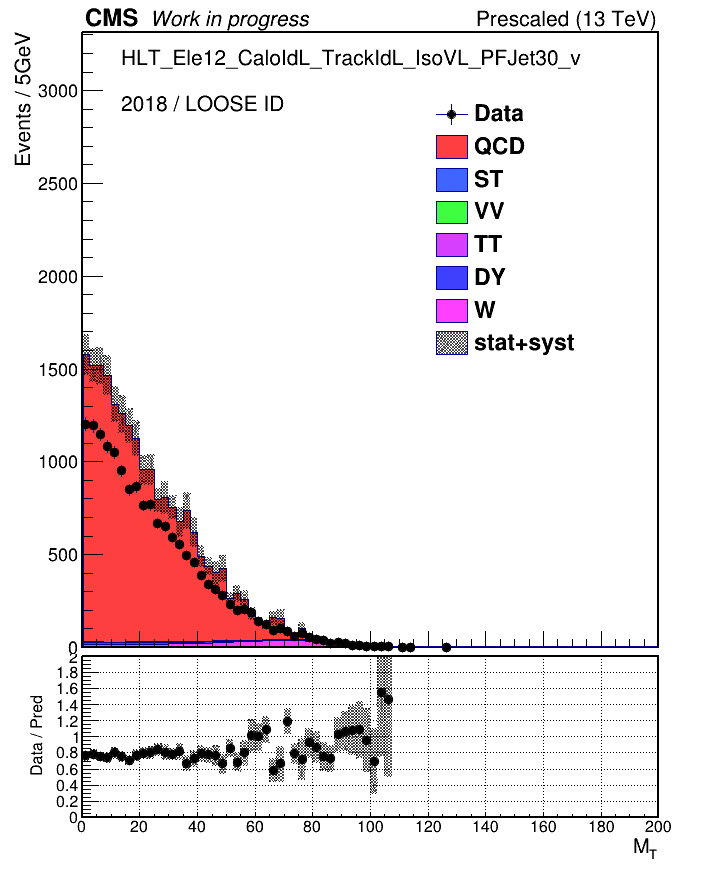 CMS Work in progress Prescaled (13 TeV)
Events / 5GeV
HLT_Ele12_CaloIdL_TrackIdL_IsoVL_PFJet30_v
2018 / LOOSE ID
Data
QCD
ST
VV
TT
DY
W
stat+syst
3000
2500
2000
1500
1000
500
0
Data / Pred
2
1.8
1.6
1.4
1.2
1
0.8
0.6
0.4
0.2
0
0 20 40 60 80 100 120 140 160 180 200
M_T